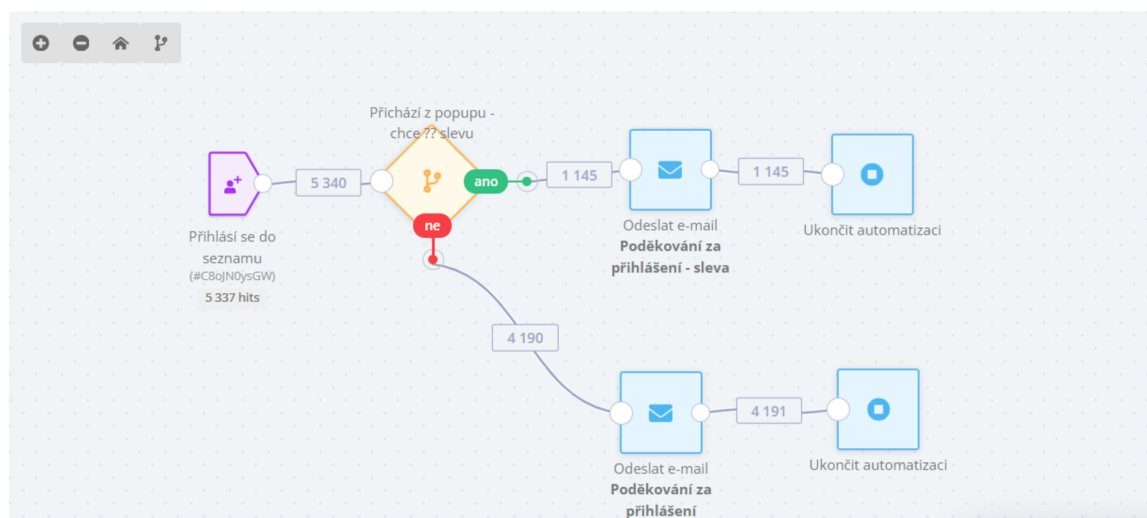 Přichází z popupu -
chce ?? slevu
5 340
ano
1 145
1 145
ne
Přihlásí se do
seznamu
(#C8oJN0ysGW)
5 337 hits
Odeslat e-mail
Poděkování za
přihlášení - sleva
Ukončit automatizaci
4 190
4 191
Odeslat e-mail
Poděkování za
přihlášení
Ukončit automatizaci